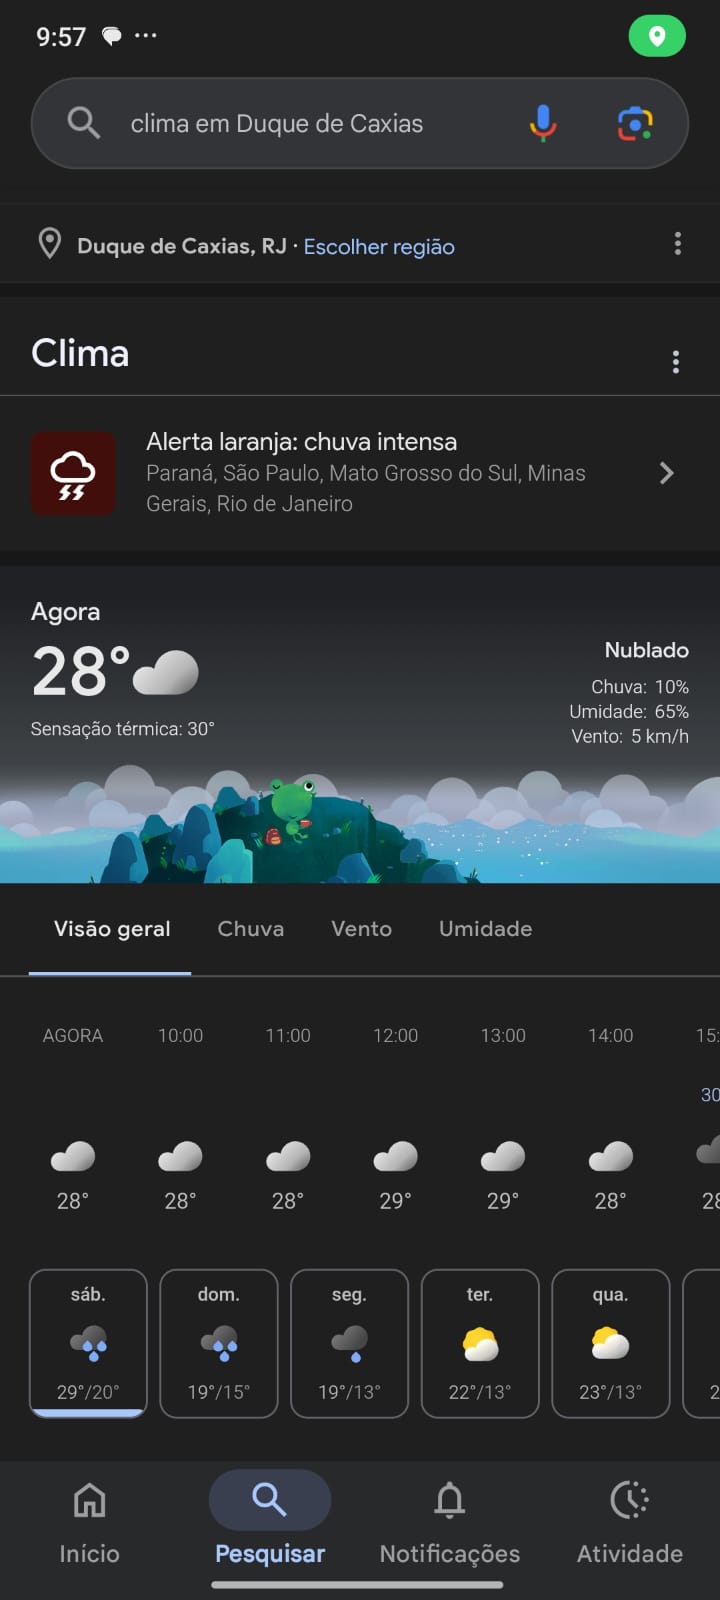 9:57
clima em Duque de Caxias
Duque de Caxias, RJ · Escolher região
Clima
Alerta laranja: chuva intensa
Paraná, São Paulo, Mato Grosso do Sul, Minas
Gerais, Rio de Janeiro
Agora
28°
Sensação térmica: 30°
Nublado
Chuva: 10%
Umidade: 65%
Vento: 5 km/h
Visão geral Chuva Vento Umidade
AGORA 10:00 11:00 12:00 13:00 14:00 15:
30
28° 28° 28° 29° 29° 28° 28
sáb. dom. seg. ter. qua.
29°/20° 19°/15° 19°/13° 22°/13° 23°/13° 2
Início Pesquisar Notificações Atividade